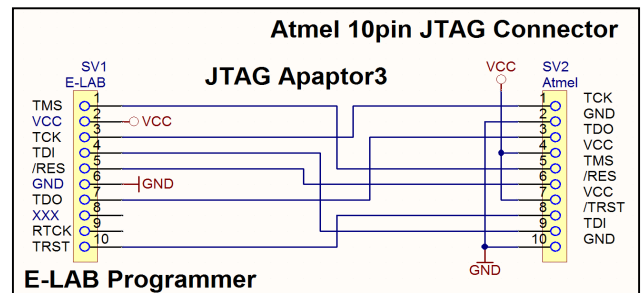 Atmel 10pin JTAG Connector
SV1
E-LAB
JTAG Apaptor3
VCC
SV2
Atmel
TMS 1
VCC 2 VCC
TCK 3
TDI 4
/RES 5
GND 6 GND
TDO 7
XXX 8
RTCK 9
TRST 10
1 TCK
2 GND
3 TDO
4 VCC
5 TMS
6 /RES
7 VCC
8 /TRST
9 TDI
10 GND
GND
E-LAB Programmer